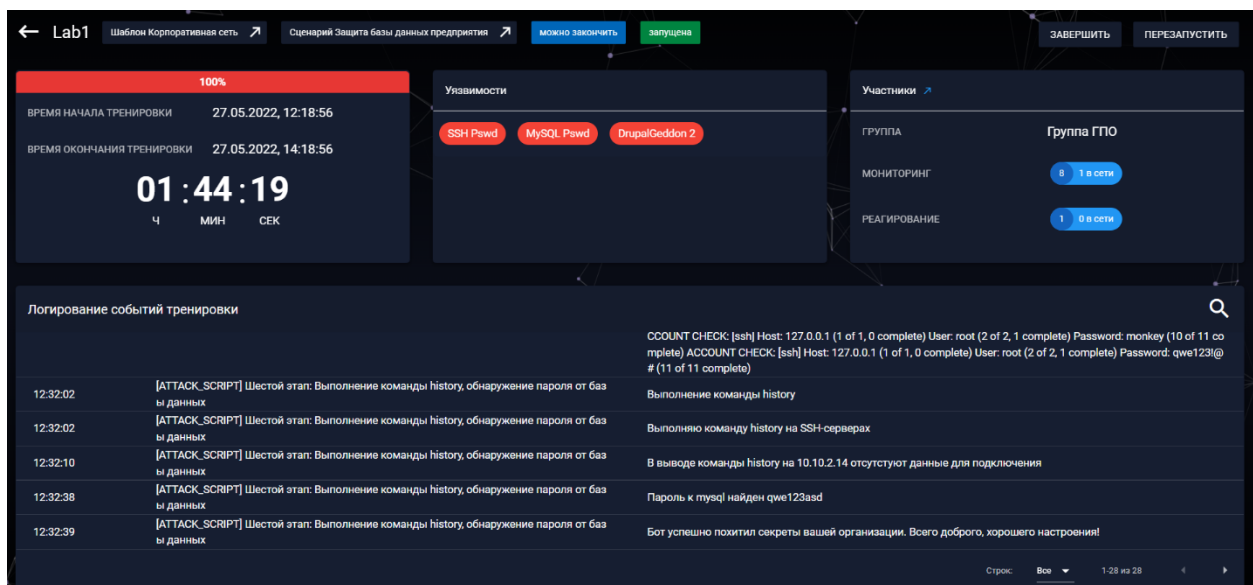 ← Lab1 Шаблон Корпоративная сеть Сценарий Защита базы данных предприятия можно закончить запущена ЗАВЕРШИТЬ ПЕРЕЗАПУСТИТЬ
100%
ВРЕМЯ НАЧАЛА ТРЕНИРОВКИ 27.05.2022, 12:18:56
ВРЕМЯ ОКОНЧАНИЯ ТРЕНИРОВКИ 27.05.2022, 14:18:56
01 : 44 : 19
Ч МИН СЕК
Уязвимости
SSH Pswd MySQL Pswd DrupalGeddon 2
Участники
ГРУППА Группа ГПО
МОНИТОРИНГ 8 1 в сети
РЕАГИРОВАНИЕ 1 0 в сети
Логирование событий тренировки
CCOUNT CHECK: [ssh] Host: 127.0.0.1 (1 of 1, 0 complete) User: root (2 of 2, 1 complete) Password: monkey (10 of 11 co
mplete) ACCOUNT CHECK: [ssh] Host: 127.0.0.1 (1 of 1, 0 complete) User: root (2 of 2, 1 complete) Password: qwe123!@
# (11 of 11 complete)
12:32:02 [ATTACK_SCRIPT] Шестой этап: Выполнение команды history, обнаружение пароля от баз
ы данных
Выполнение команды history
12:32:02 [ATTACK_SCRIPT] Шестой этап: Выполнение команды history, обнаружение пароля от баз
ы данных
Выполняю команду history на SSH-серверах
12:32:10 [ATTACK_SCRIPT] Шестой этап: Выполнение команды history, обнаружение пароля от баз
ы данных
В выводе команды history на 10.10.2.14 отсутстуют данные для подключения
12:32:38 [ATTACK_SCRIPT] Шестой этап: Выполнение команды history, обнаружение пароля от баз
ы данных
Пароль к mysql найден qwe123asd
12:32:39 [ATTACK_SCRIPT] Шестой этап: Выполнение команды history, обнаружение пароля от баз
ы данных
Бот успешно похитил секреты вашей организации. Всего доброго, хорошего настроения!
Строк: Все 1-28 из 28